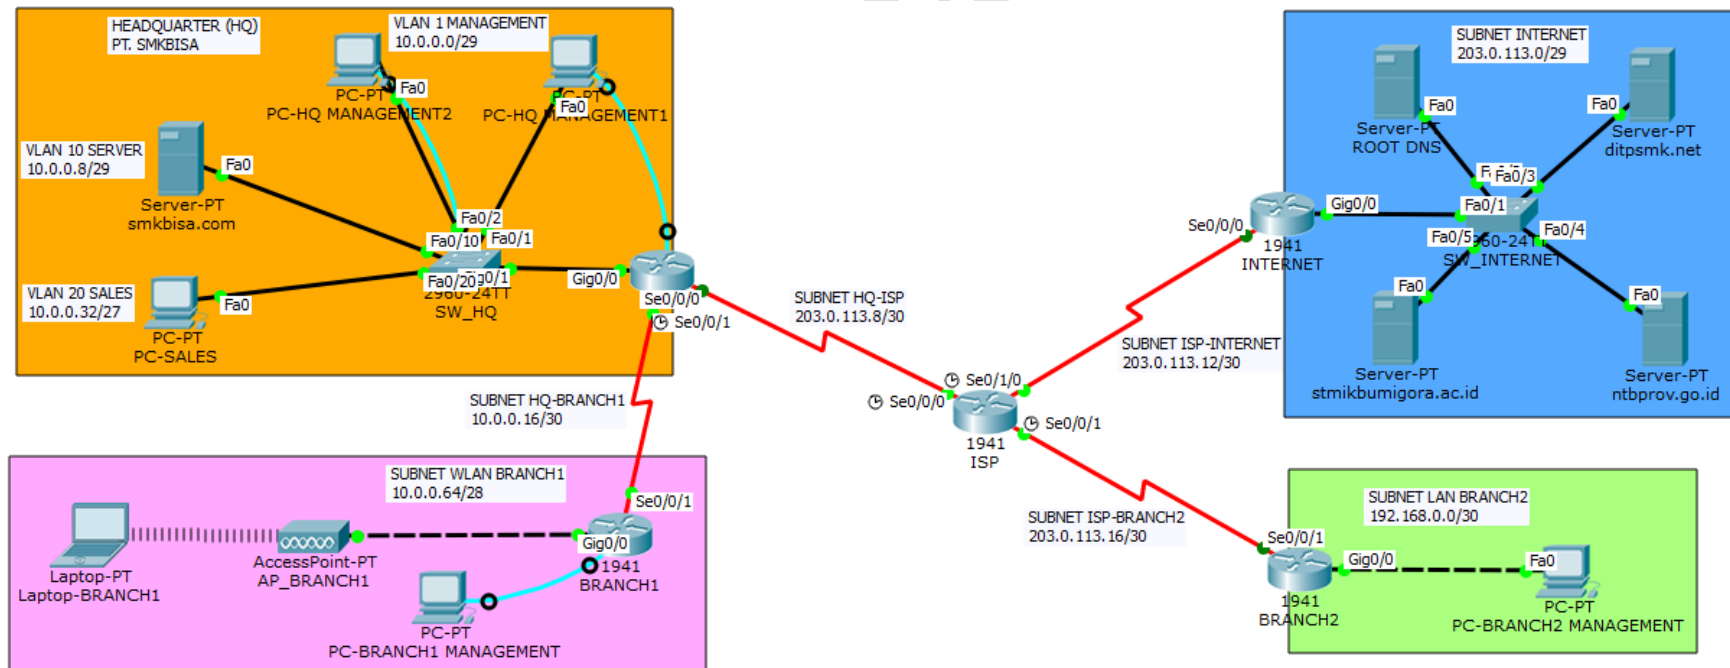 HEADQUARTER (HQ)
PT. SMKBISA
VLAN 1 MANAGEMENT
10.0.0.0/29
Fa0
PC-PT
PC-HQ MANAGEMENT2
Fa0
PC-PT
PC-HQ MANAGEMENT1
VLAN 10 SERVER
10.0.0.8/29
Fa0
Server-PT
smkbisa.com
Fa0/2
Fa0/1
Fa0/10
Fa0/20
Gig0/1
2960-24TT
SW_HQ
Gig0/0
Se0/0/0
Se0/0/1
VLAN 20 SALES
10.0.0.32/27
Fa0
PC-PT
PC-SALES
SUBNET HQ-ISP
203.0.113.8/30
SUBNET HQ-BRANCH1
10.0.0.16/30
SUBNET WLAN BRANCH1
10.0.0.64/28
Se0/0/1
Gig0/0
1941
BRANCH1
AccessPoint-PT
AP_BRANCH1
Laptop-PT
Laptop-BRANCH1
PC-PT
PC-BRANCH1 MANAGEMENT
Se0/1/0
Se0/0/0
Se0/0/1
1941
ISP
SUBNET ISP-INTERNET
203.0.113.12/30
SUBNET ISP-BRANCH2
203.0.113.16/30
SUBNET INTERNET
203.0.113.0/29
Fa0
Server-PT
ROOT DNS
Fa0
Server-PT
ditpsmk.net
Se0/0/0
Gig0/0
1941
INTERNET
Fa0/3
Fa0/1
Fa0/5
Fa0/4
SW_INTERNET
Fa0
Server-PT
stmikbumigora.ac.id
Fa0
Server-PT
ntbprov.go.id
SUBNET LAN BRANCH2
192.168.0.0/30
Se0/0/1
Gig0/0
Fa0
1941
BRANCH2
PC-PT
PC-BRANCH2 MANAGEMENT